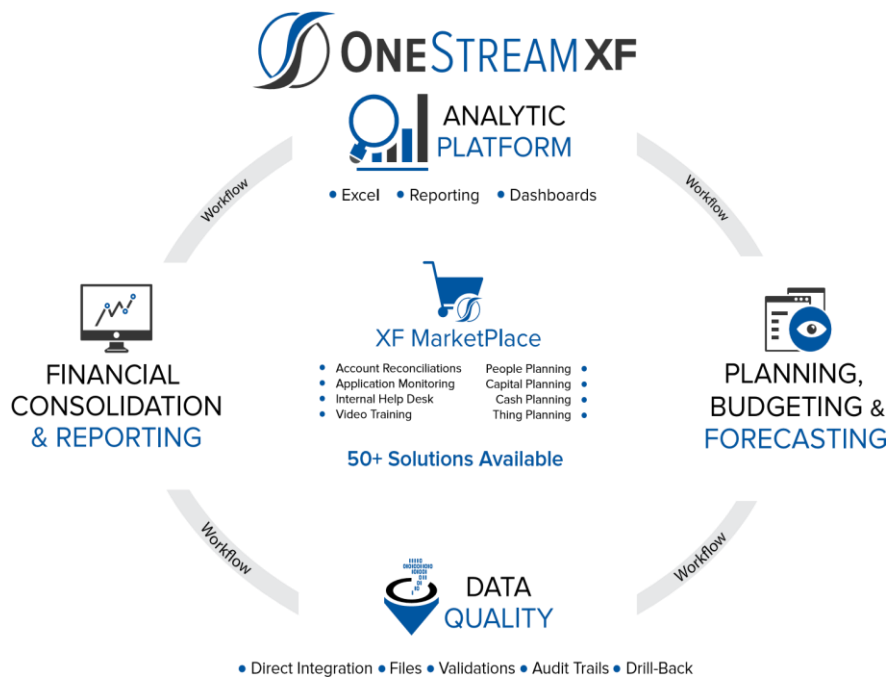 ONESTREAM XF
ANALYTIC
PLATFORM
• Excel • Reporting • Dashboards
Workflow
Workflow
FINANCIAL
CONSOLIDATION
& REPORTING
XF MarketPlace
• Account Reconciliations
• Application Monitoring
• Internal Help Desk
• Video Training
People Planning •
Capital Planning •
Cash Planning •
Thing Planning •
50+ Solutions Available
PLANNING,
BUDGETING &
FORECASTING
Workflow
Workflow
DATA
QUALITY
• Direct Integration • Files • Validations • Audit Trails • Drill-Back